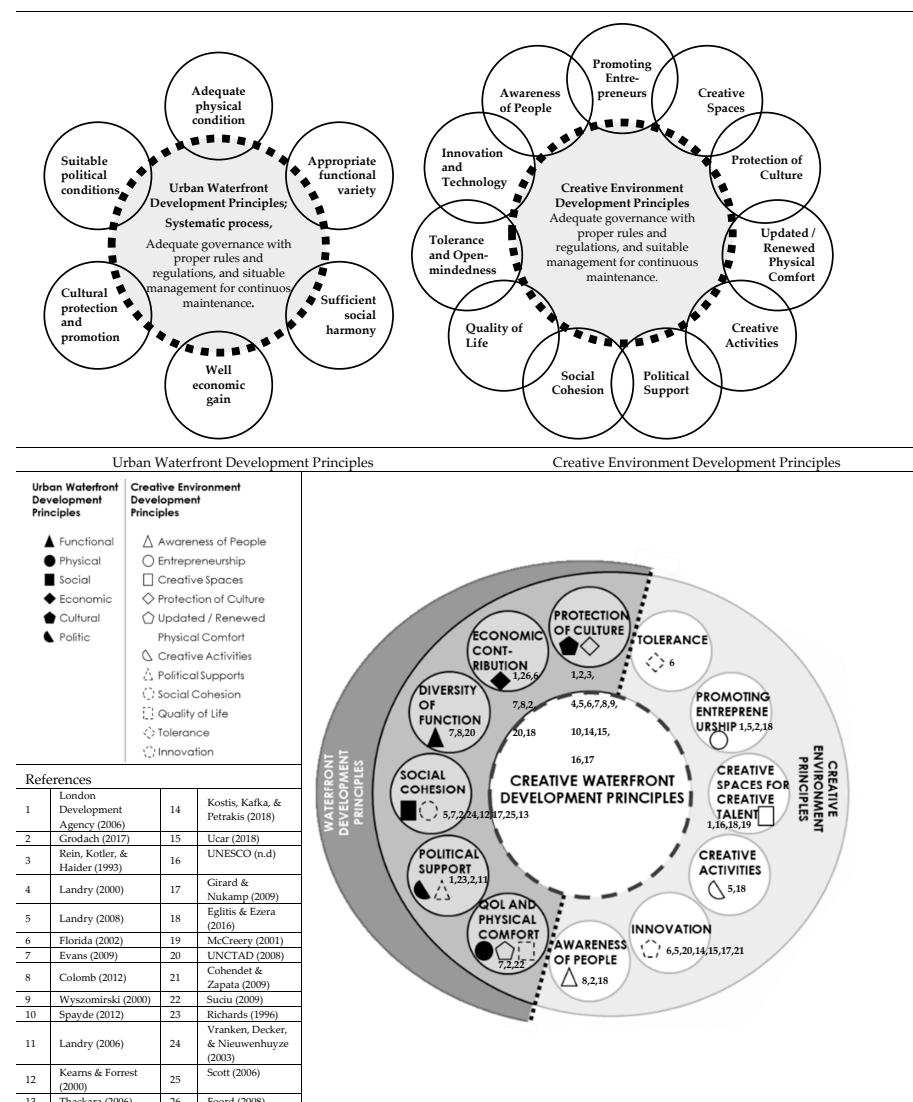 Adequate
physical
condition
Suitable
political
conditions
Appropriate
functional
variety
Urban Waterfront
Development Principles;
Systematic process,
Adequate governance with
proper rules and
regulations, and situable
management for continuos
maintenance.
Cultural
protection
and
promotion
Sufficient
social
harmony
Well
economic
gain
Promoting
Entre-
preneurs
Awareness
of People
Creative
Spaces
Innovation
and
Technology
Protection of
Culture
Creative Environment
Development Principles
Adequate governance with
proper rules and
regulations, and suitable
management for continuous
maintenance.
Tolerance
and Open-
mindedness
Updated /
Renewed
Physical
Comfort
Quality of
Life
Creative
Activities
Social
Cohesion
Political
Support
Urban Waterfront Development Principles
Creative Environment Development Principles
Urban Waterfront
Development
Principles
Functional
Physical
Social
Economic
Cultural
Politic
Creative Environment
Development
Principles
Awareness of People
Entrepreneurship
Creative Spaces
Protection of Culture
Updated / Renewed
Physical Comfort
Creative Activities
Political Supports
Social Cohesion
Quality of Life
Tolerance
Innovation
References
1 London
Development
Agency (2006)
14 Kostis, Kafka, &
Petrakis (2018)
2 Grodach (2017) 15 Ucar (2018)
3 Rein, Kotler, &
Haider (1993)
16 UNESCO (n.d)
4 Landry (2000) 17 Girard &
Nukamp (2009)
5 Landry (2008) 18 Eglitis & Ezera
(2016)
6 Florida (2002) 19 McCreery (2001)
7 Evans (2009) 20 UNCTAD (2008)
8 Colomb (2012) 21 Cohendet &
Zapata (2009)
9 Wyszomirski (2000) 22 Suciu (2009)
10 Spayde (2012) 23 Richards (1996)
11 Landry (2006) 24 Vranken, Decker,
& Nieuwenhuyze
(2003)
12 Kearns & Forrest
(2000)
25 Scott (2006)
13 Thackara (2006) 26 Foord (2008)
WATERFRONT
DEVELOPMENT
PRINCIPLES
PROTECTION
OF CULTURE
1,2,3,
4,5,6,7,8,9,
10,14,15,
16,17
ECONOMIC
CONT-
RIBUTION
1,26,6
7,8,2,
20,18
DIVERSITY
OF
FUNCTION
7,8,20
SOCIAL
COHESION
5,7,2,24,12,17,25,13
POLITICAL
SUPPORT
1,23,2,11
QOL AND
PHYSICAL
COMFORT
7,2,22
CREATIVE WATERFRONT
DEVELOPMENT PRINCIPLES
TOLERANCE
6
PROMOTING
ENTREPRENE
URSHIP 1,5,2,18
CREATIVE
SPACES FOR
CREATIVE
TALENT
1,16,18,19
CREATIVE
ACTIVITIES
5,18
INNOVATION
6,5,20,14,15,17,21
AWARENESS
OF PEOPLE
8,2,18
CREATIVE
ENVIRONMENT
PRINCIPLES